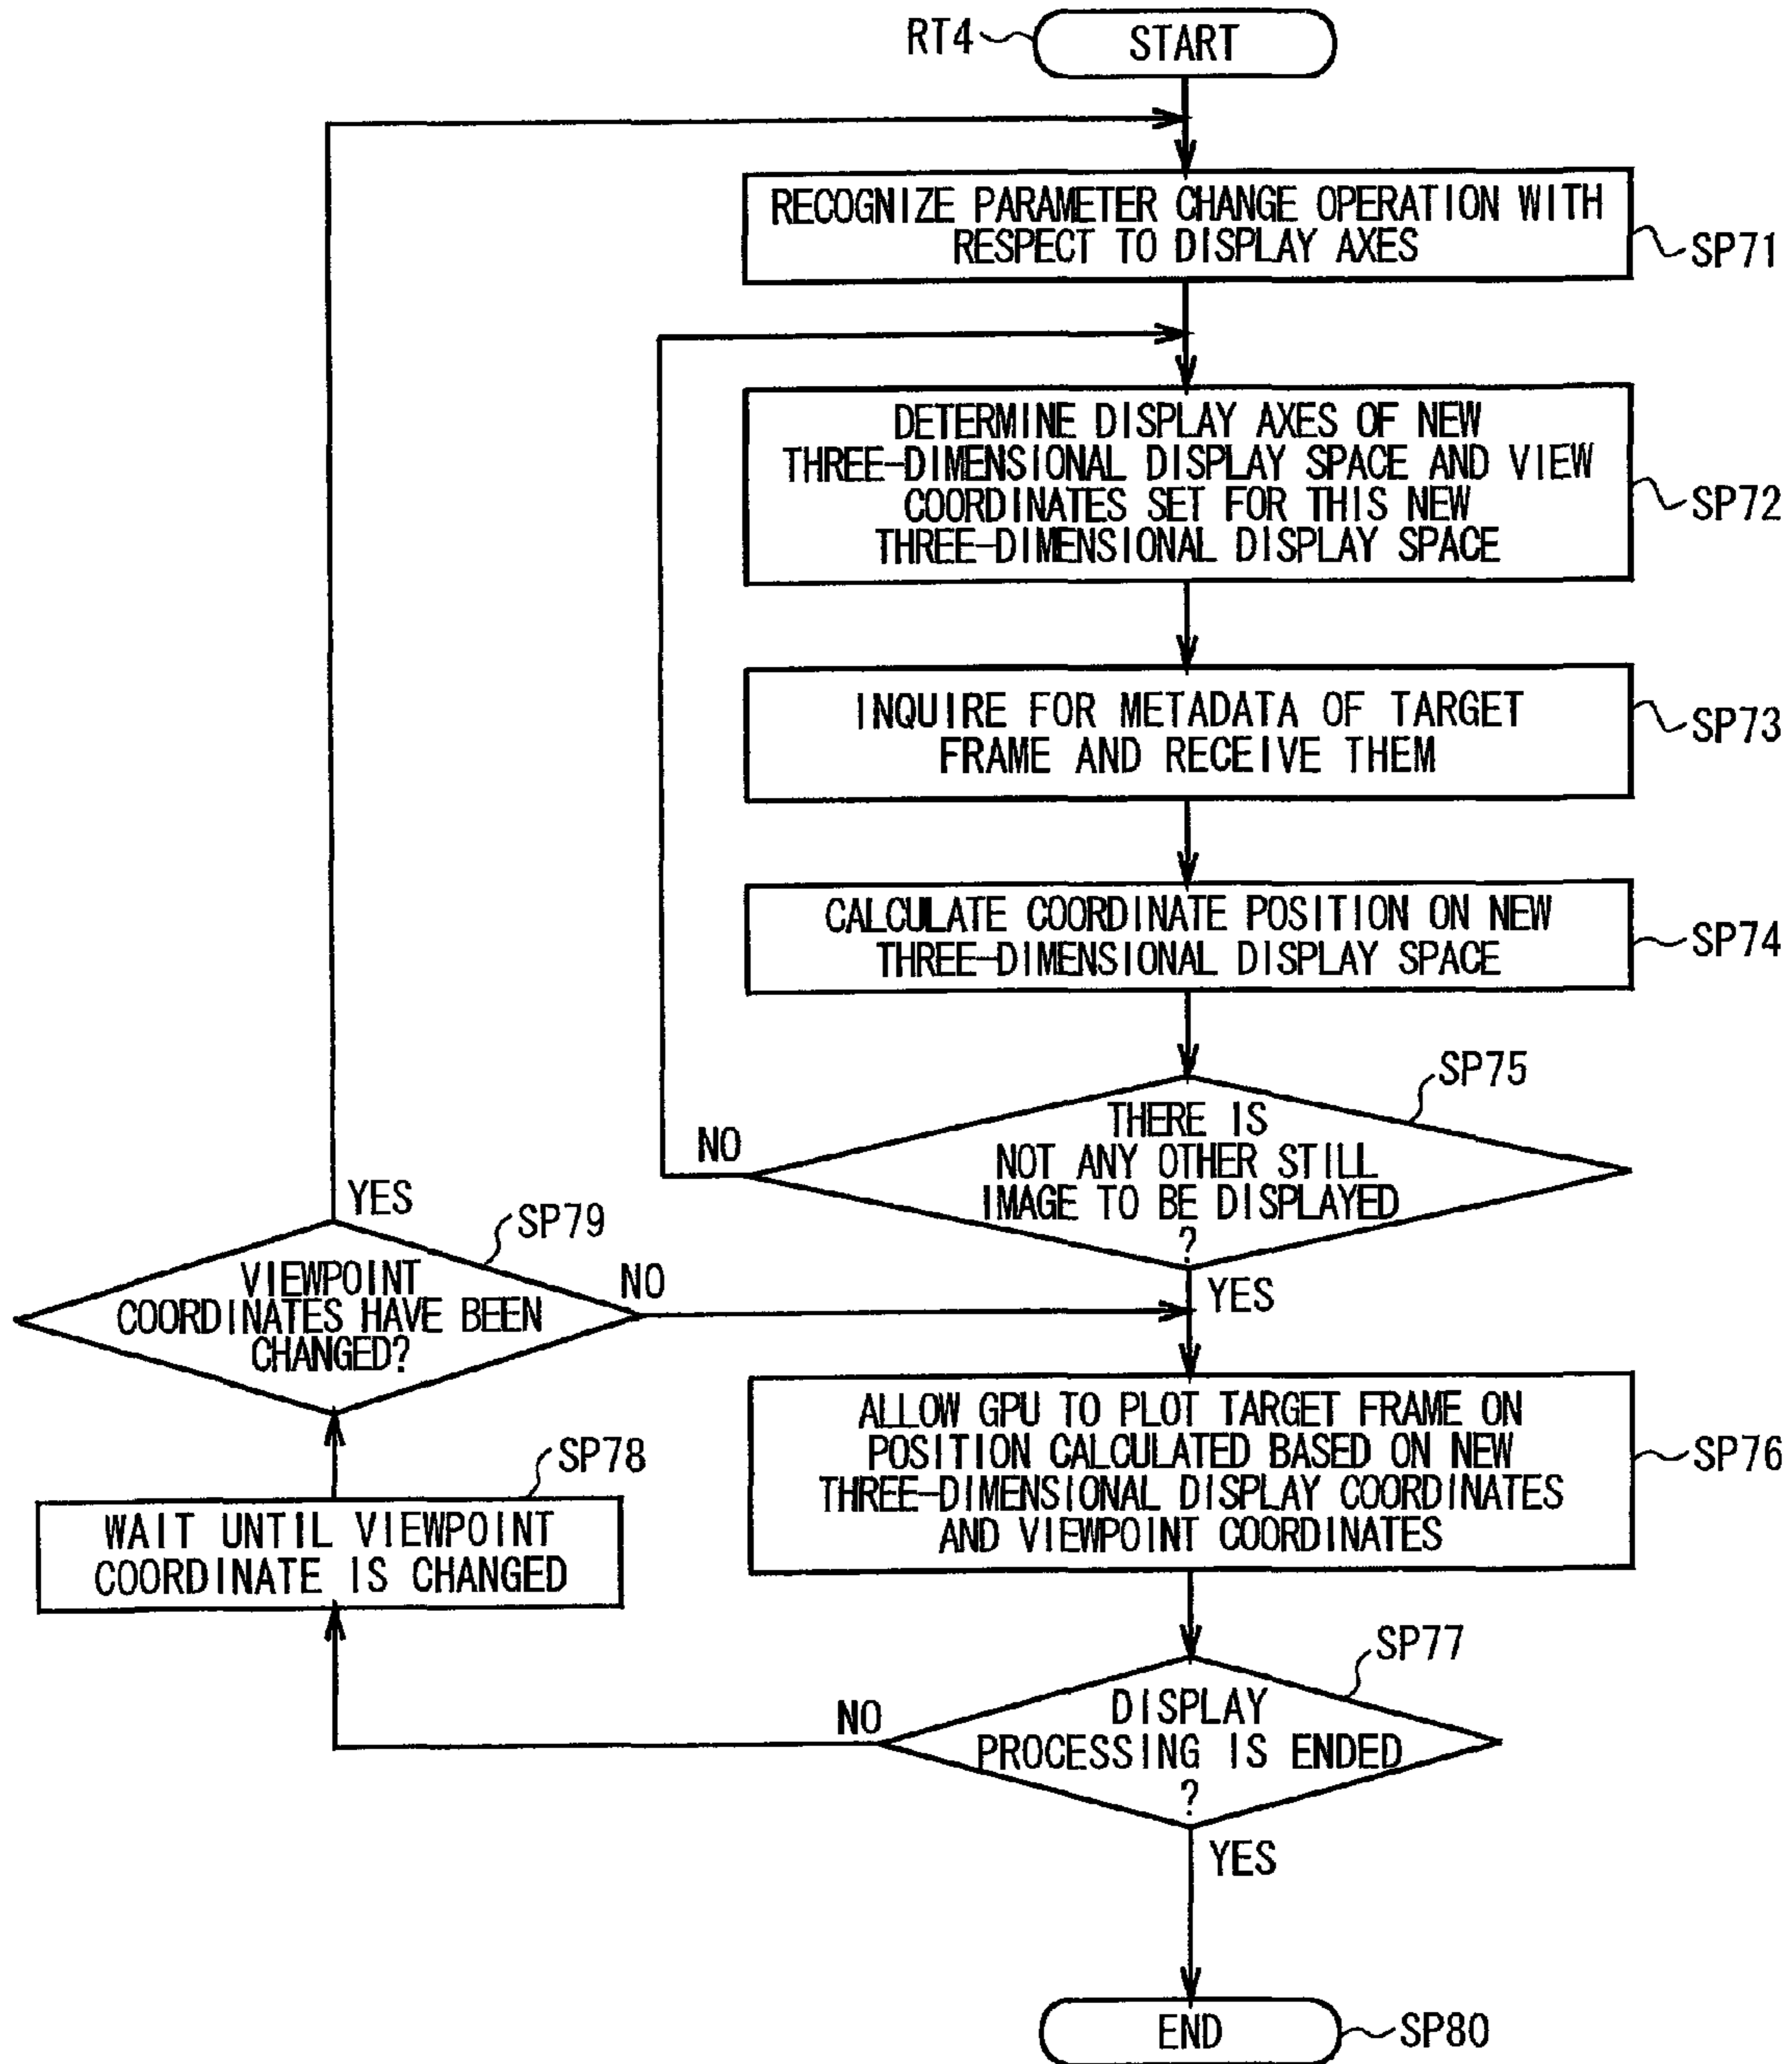 RT4
START
RECOGNIZE PARAMETER CHANGE OPERATION WITH
RESPECT TO DISPLAY AXES
SP71
DETERMINE DISPLAY AXES OF NEW
THREE-DIMENSIONAL DISPLAY SPACE AND VIEW
COORDINATES SET FOR THIS NEW
THREE-DIMENSIONAL DISPLAY SPACE
SP72
INQUIRE FOR METADATA OF TARGET
FRAME AND RECEIVE THEM
SP73
CALCULATE COORDINATE POSITION ON NEW
THREE-DIMENSIONAL DISPLAY SPACE
SP74
SP75
THERE IS
NOT ANY OTHER STILL
IMAGE TO BE DISPLAYED
?
NO
YES
YES
SP79
VIEWPOINT
COORDINATES HAVE BEEN
CHANGED?
NO
ALLOW GPU TO PLOT TARGET FRAME ON
POSITION CALCULATED BASED ON NEW
THREE-DIMENSIONAL DISPLAY COORDINATES
AND VIEWPOINT COORDINATES
SP76
SP78
WAIT UNTIL VIEWPOINT
COORDINATE IS CHANGED
SP77
DISPLAY
PROCESSING IS ENDED
?
NO
YES
END
SP80